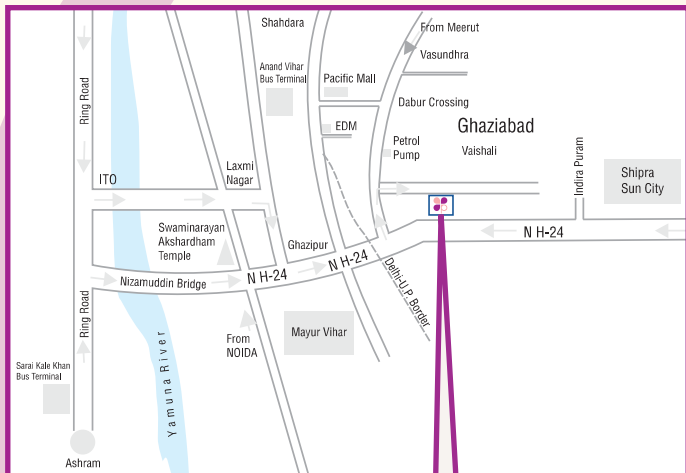 Shahdara
From Meerut
Vasundhra
Anand Vihar
Bus Terminal
Pacific Mall
Ring Road
Dabur Crossing
EDM
Ghaziabad
Petrol
Pump
Vaishali
Laxmi
Nagar
ITO
Indira Puram
Shipra
Sun City
Swaminarayan
Akshardham
Temple
Ghazipur
N H-24
N H-24
N H-24
Nizamuddin Bridge
Delhi-U.P. Border
Ring Road
From
NOIDA
Mayur Vihar
Yamuna River
Sarai Kale Khan
Bus Terminal
Ashram